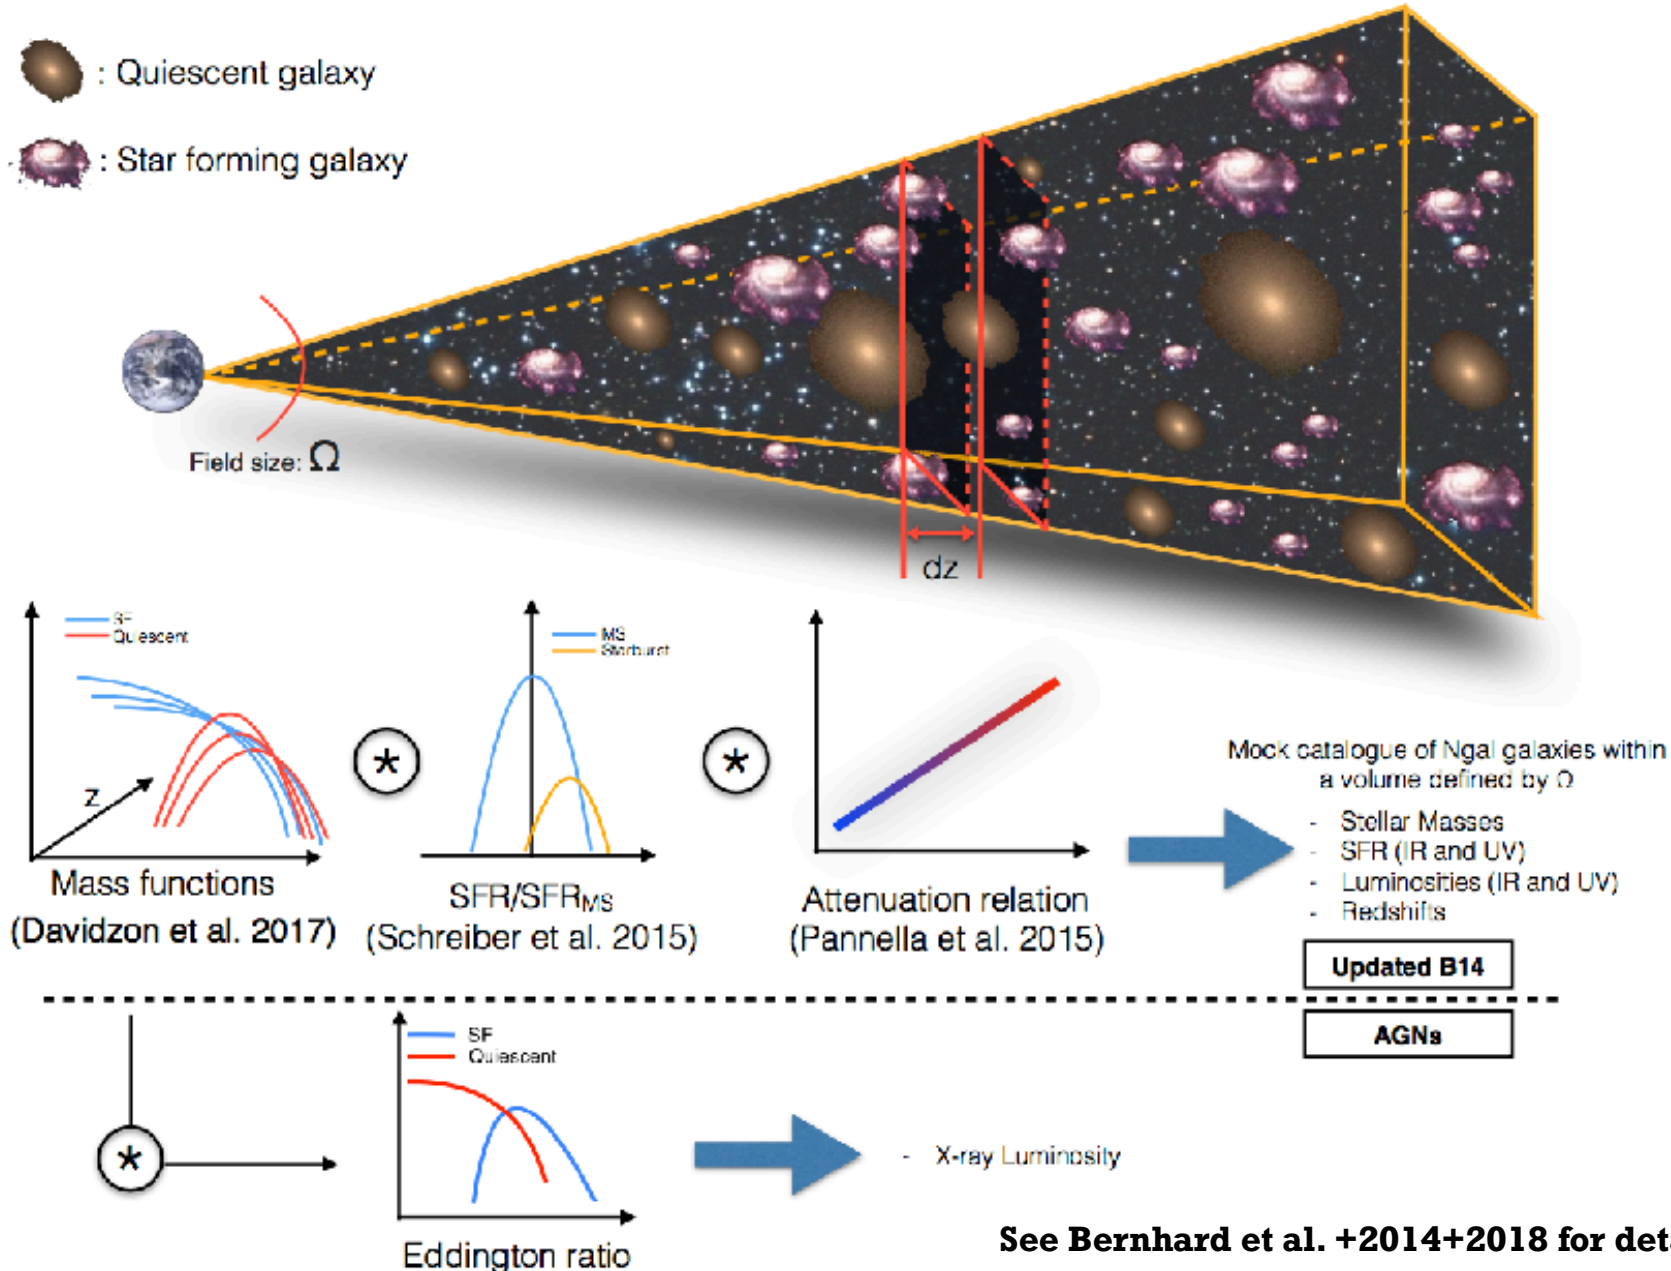 : Quiescent galaxy
: Star forming galaxy
Field size: Ω
dz
SF
Quiescent
z
Mass functions
(Davidzon et al. 2017)
*
MS
Starburst
SFR/SFRMS
(Schreiber et al. 2015)
*
Attenuation relation
(Pannella et al. 2015)
Mock catalogue of Ngal galaxies within
a volume defined by Ω
- Stellar Masses
- SFR (IR and UV)
- Luminosities (IR and UV)
- Redshifts
Updated B14
AGNs
*
SF
Quiescent
Eddington ratio
- X-ray Luminosity
See Bernhard et al. +2014+2018 for